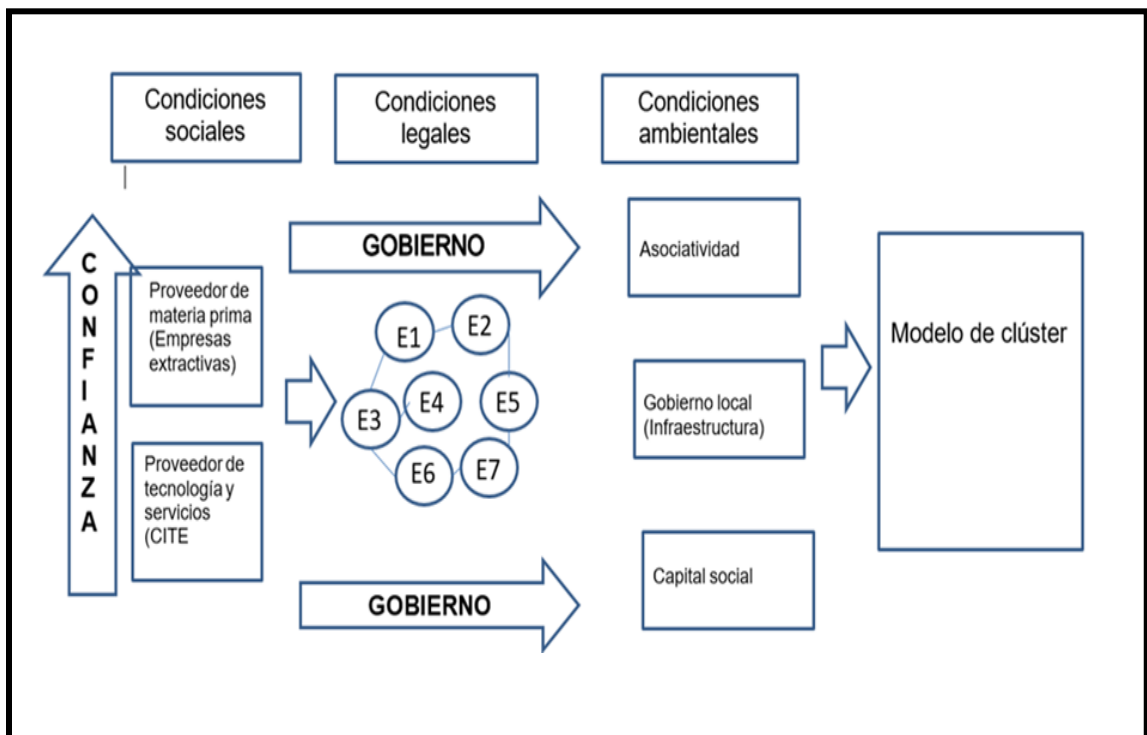 Condiciones
sociales
Condiciones
legales
Condiciones
ambientales
CONFIANZA
Proveedor de
materia prima
(Empresas
extractivas)
Proveedor de
tecnología y
servicios
(CITE
GOBIERNO
E1
E2
E3
E4
E5
E6
E7
GOBIERNO
Asociatividad
Gobierno local
(Infraestructura)
Capital social
Modelo de clúster